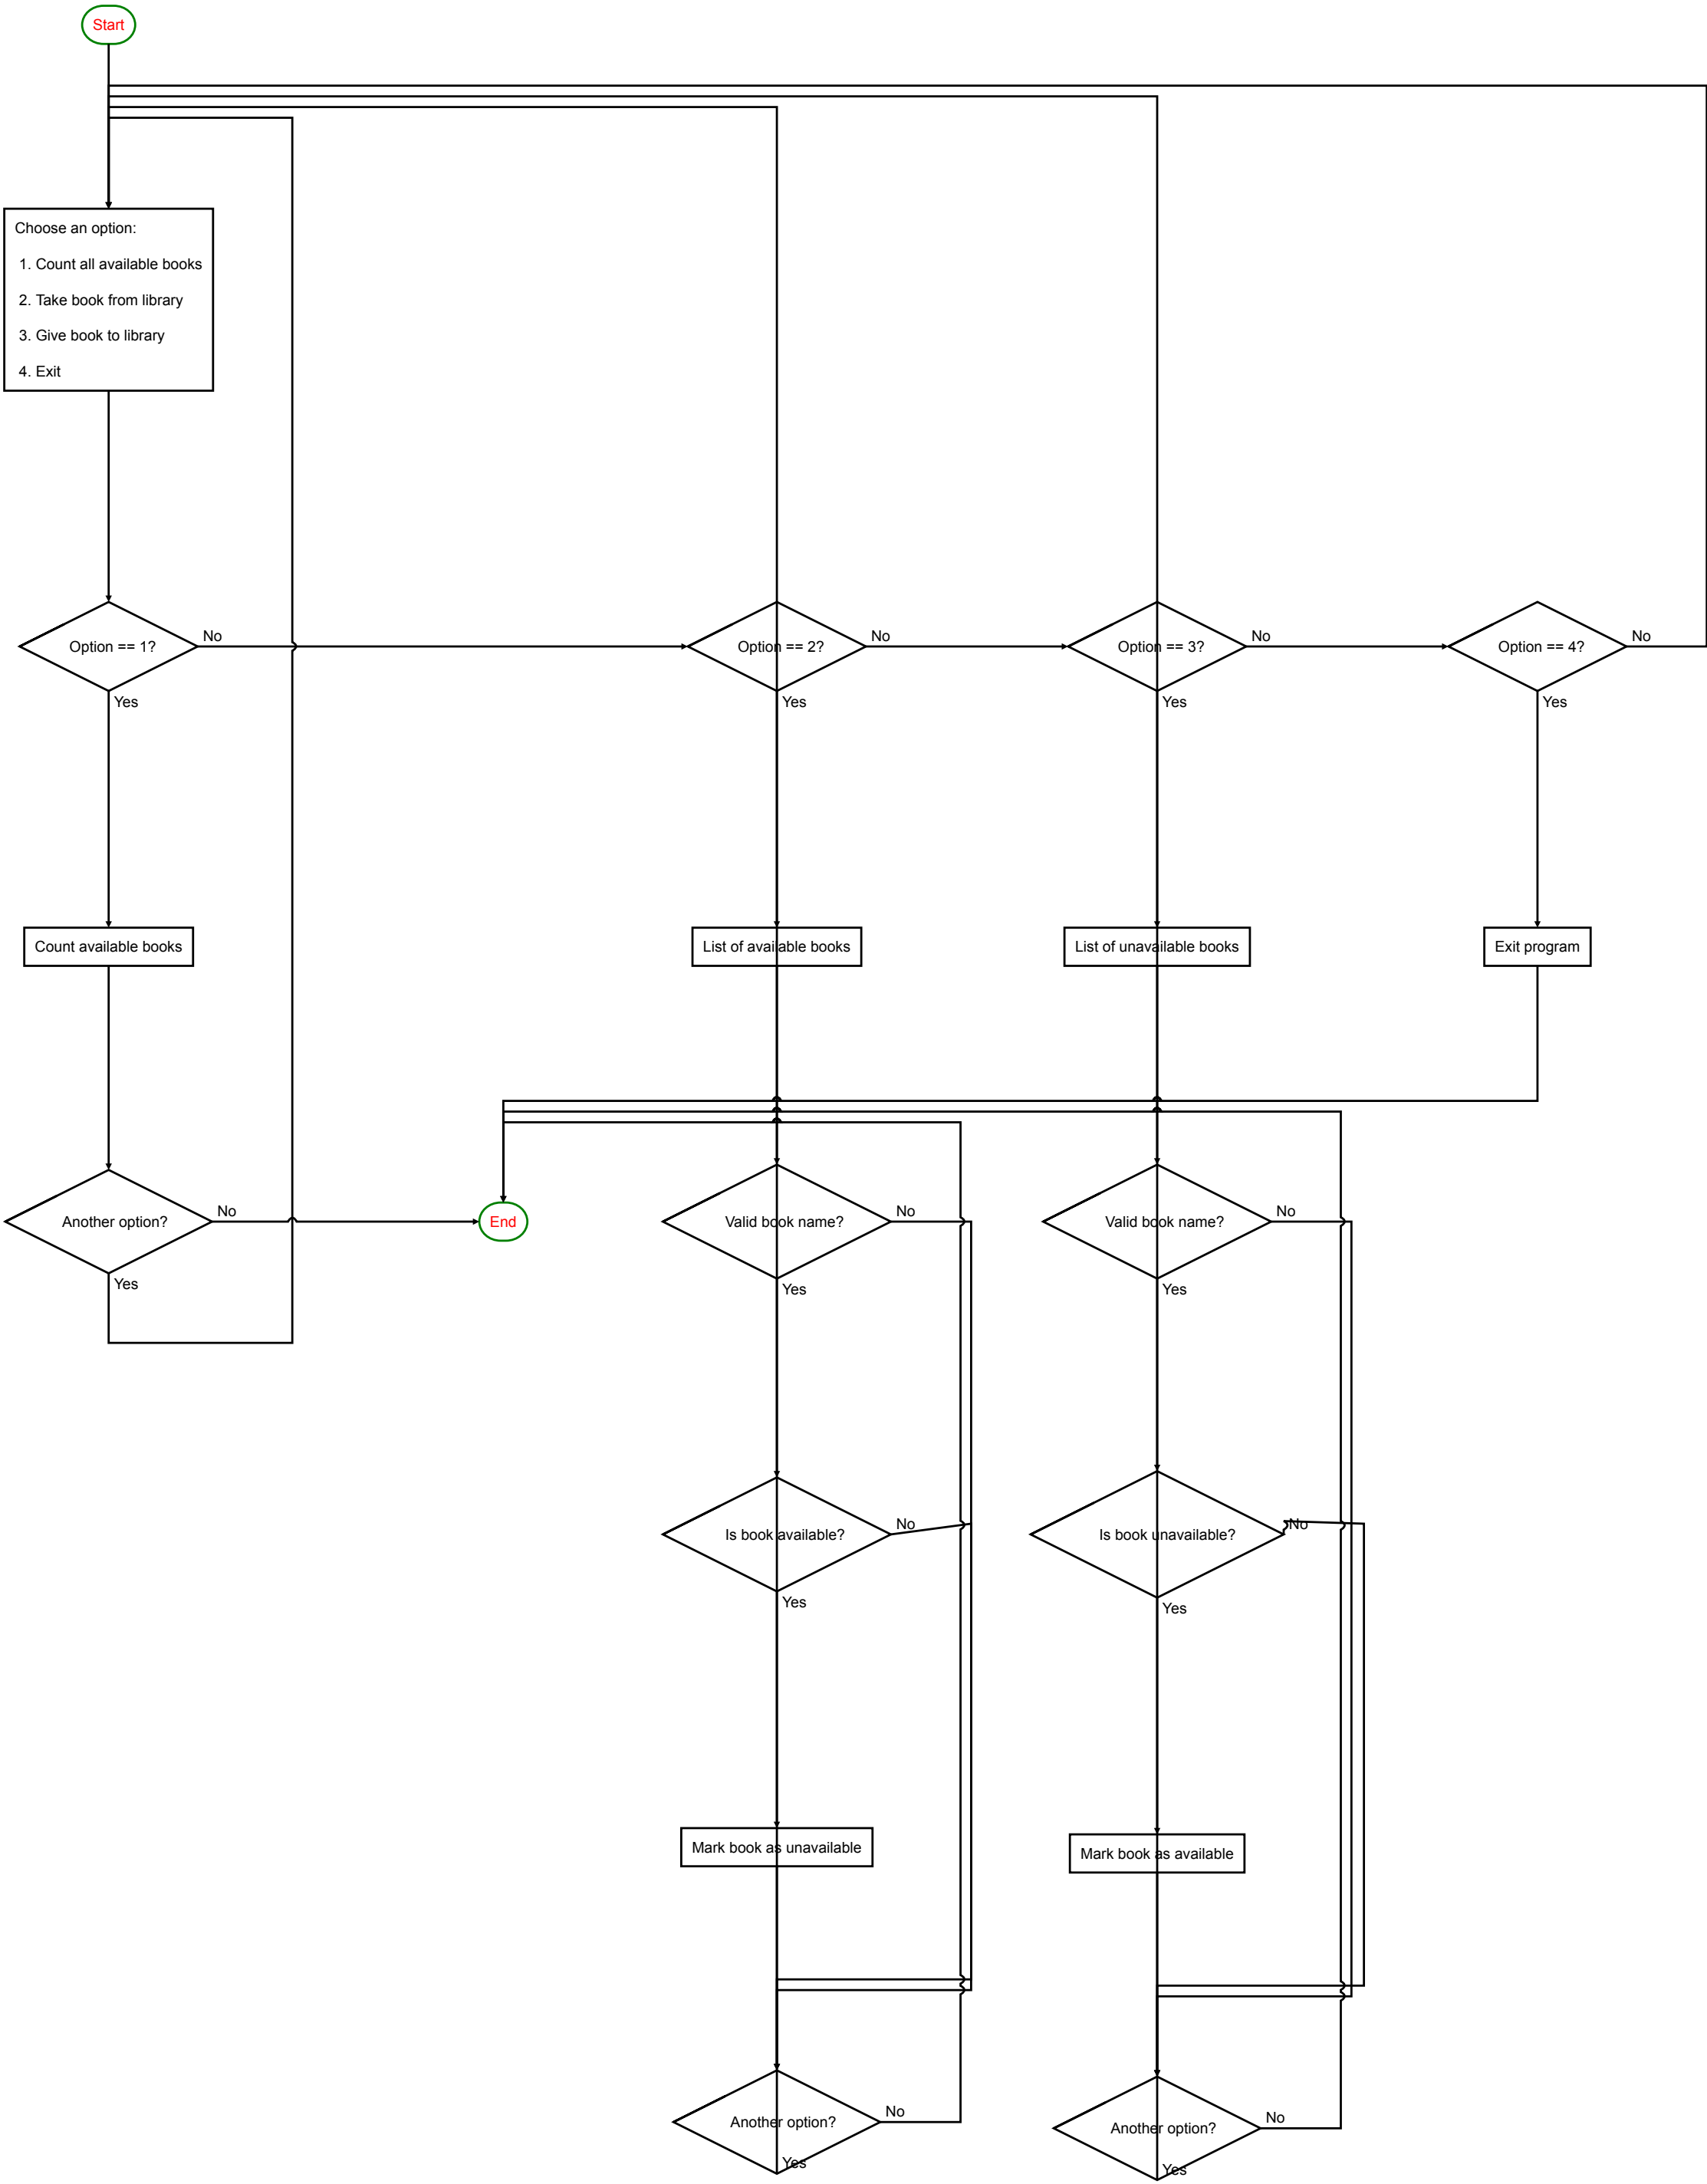 Start
Choose an option:
1. Count all available books
2. Take book from library
3. Give book to library
4. Exit
Option == 1?
No
Option == 2?
No
Option == 3?
No
Option == 4?
No
Yes
Yes
Yes
Yes
Count available books
List of available books
List of unavailable books
Exit program
Another option?
No
End
Valid book name?
No
Valid book name?
No
Yes
Yes
Yes
Is book available?
No
Is book unavailable?
No
Yes
Yes
Mark book as unavailable
Mark book as available
Another option?
No
Another option?
No
Yes
Yes